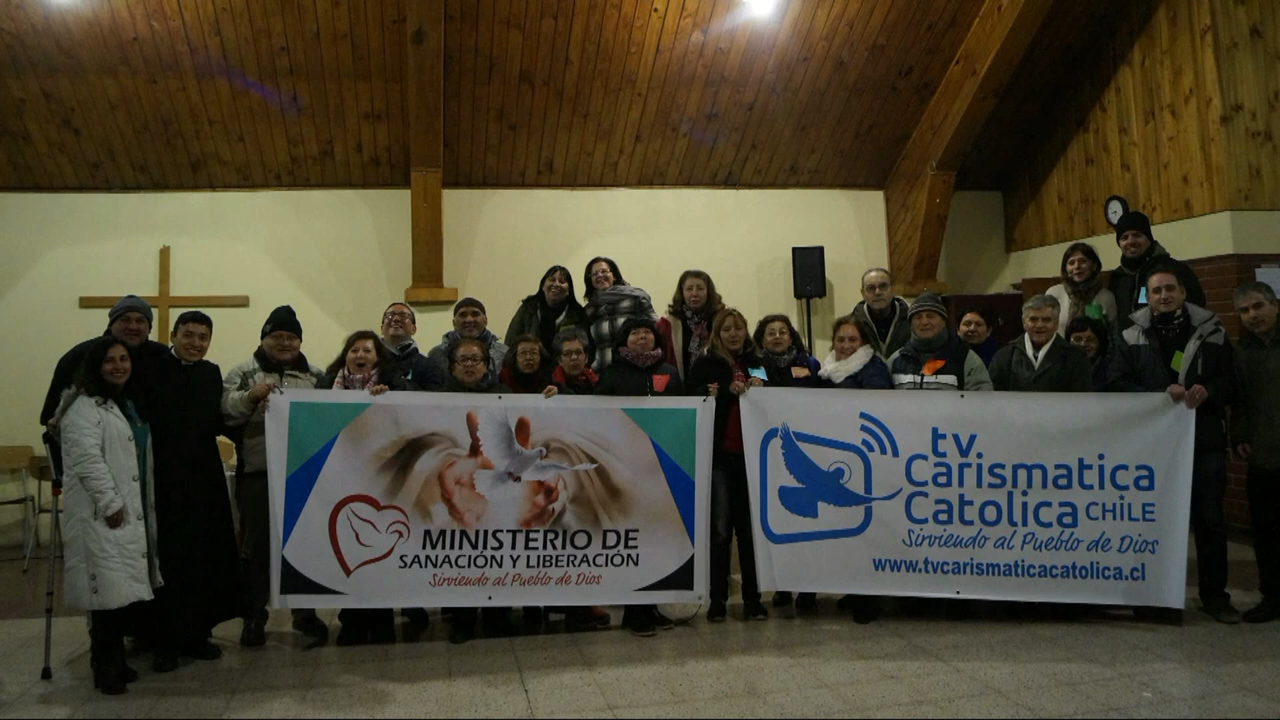 MINISTERIO DE
SANACIÓN Y LIBERACIÓN
Sirviendo al Pueblo de Dios
tv
Carismatica
Catolica CHILE
Sirviendo al Pueblo de Dios
www.tvcarismaticacatolica.cl